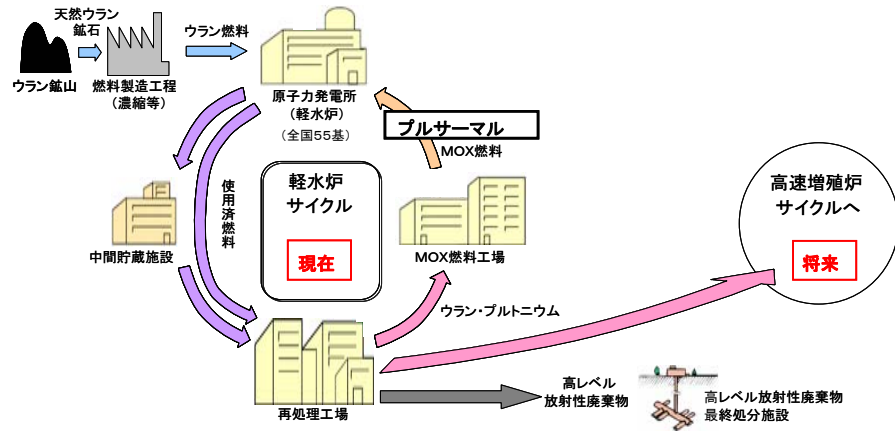 天然ウラン
鉱石
ウラン燃料
ウラン鉱山
燃料製造工程
（濃縮等）
原子力発電所
（軽水炉）
（全国５５基）
プルサーマル
MOX燃料
使用済燃料
軽水炉
サイクル
現在
高速増殖炉
サイクルへ
将来
中間貯蔵施設
MOX燃料工場
ウラン・プルトニウム
再処理工場
高レベル
放射性廃棄物
高レベル放射性廃棄物
最終処分施設